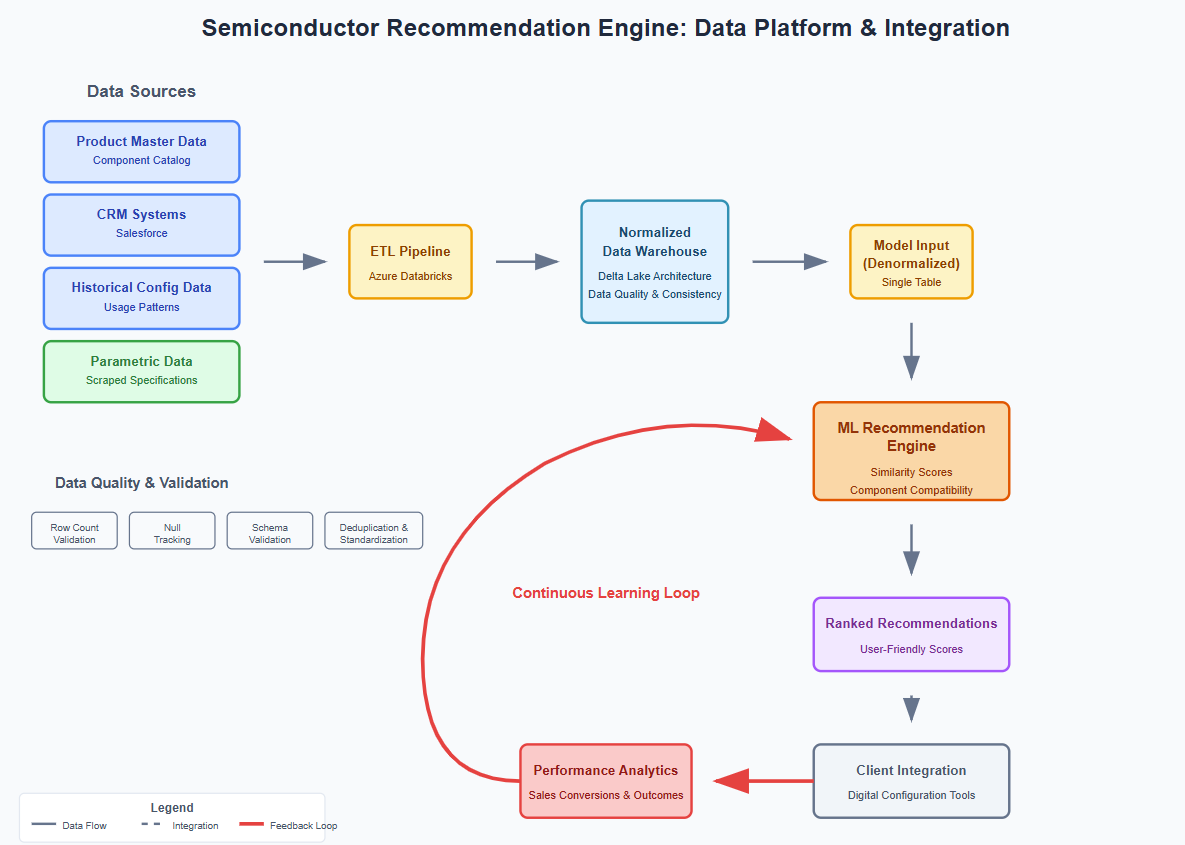 Semiconductor Recommendation Engine: Data Platform & Integration
Data Sources
Product Master Data
Component Catalog
CRM Systems
Salesforce
Historical Config Data
Usage Patterns
Parametric Data
Scraped Specifications
ETL Pipeline
Azure Databricks
Normalized
Data Warehouse
Delta Lake Architecture
Data Quality & Consistency
Model Input
(Denormalized)
Single Table
ML Recommendation
Engine
Similarity Scores
Component Compatibility
Data Quality & Validation
Row Count
Validation
Null
Tracking
Schema
Validation
Deduplication &
Standardization
Continuous Learning Loop
Ranked Recommendations
User-Friendly Scores
Client Integration
Digital Configuration Tools
Performance Analytics
Sales Conversions & Outcomes
Legend
Data Flow
Integration
Feedback Loop